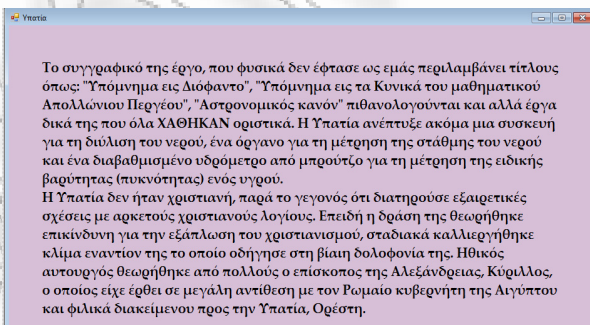 Υπατία
Το συγγραφικό της έργο, που φυσικά δεν έφτασε ως εμάς περιλαμβάνει τίτλους
όπως: "Υπόμνημα εις Διόφαντο", "Υπόμνημα εις τα Κυνικά του μαθηματικού
Απολλώνιου Περγέου", "Αστρονομικός κανόν" πιθανολογούνται και αλλά έργα
δικά της που όλα ΧΑΘΗΚΑΝ οριστικά. Η Υπατία ανέπτυξε ακόμα μια συσκευή
για τη διύλιση του νερού, ένα όργανο για τη μέτρηση της στάθμης του νερού
και ένα διαβαθμισμένο υδρόμετρο από μπρούτζο για τη μέτρηση της ειδικής
βαρύτητας (πυκνότητας) ενός υγρού.
Η Υπατία δεν ήταν χριστιανή, παρά το γεγονός ότι διατηρούσε εξαιρετικές
σχέσεις με αρκετούς χριστιανούς λογίους. Επειδή η δράση της θεωρήθηκε
επικίνδυνη για την εξάπλωση του χριστιανισμού, σταδιακά καλλιεργήθηκε
κλίμα εναντίον της το οποίο οδήγησε στη βίαιη δολοφονία της. Ηθικός
αυτουργός θεωρήθηκε από πολλούς ο επίσκοπος της Αλεξάνδρειας, Κύριλλος,
ο οποίος είχε έρθει σε μεγάλη αντίθεση με τον Ρωμαίο κυβερνήτη της Αιγύπτου
και φιλικά διακείμενου προς την Υπατία, Ορέστη.